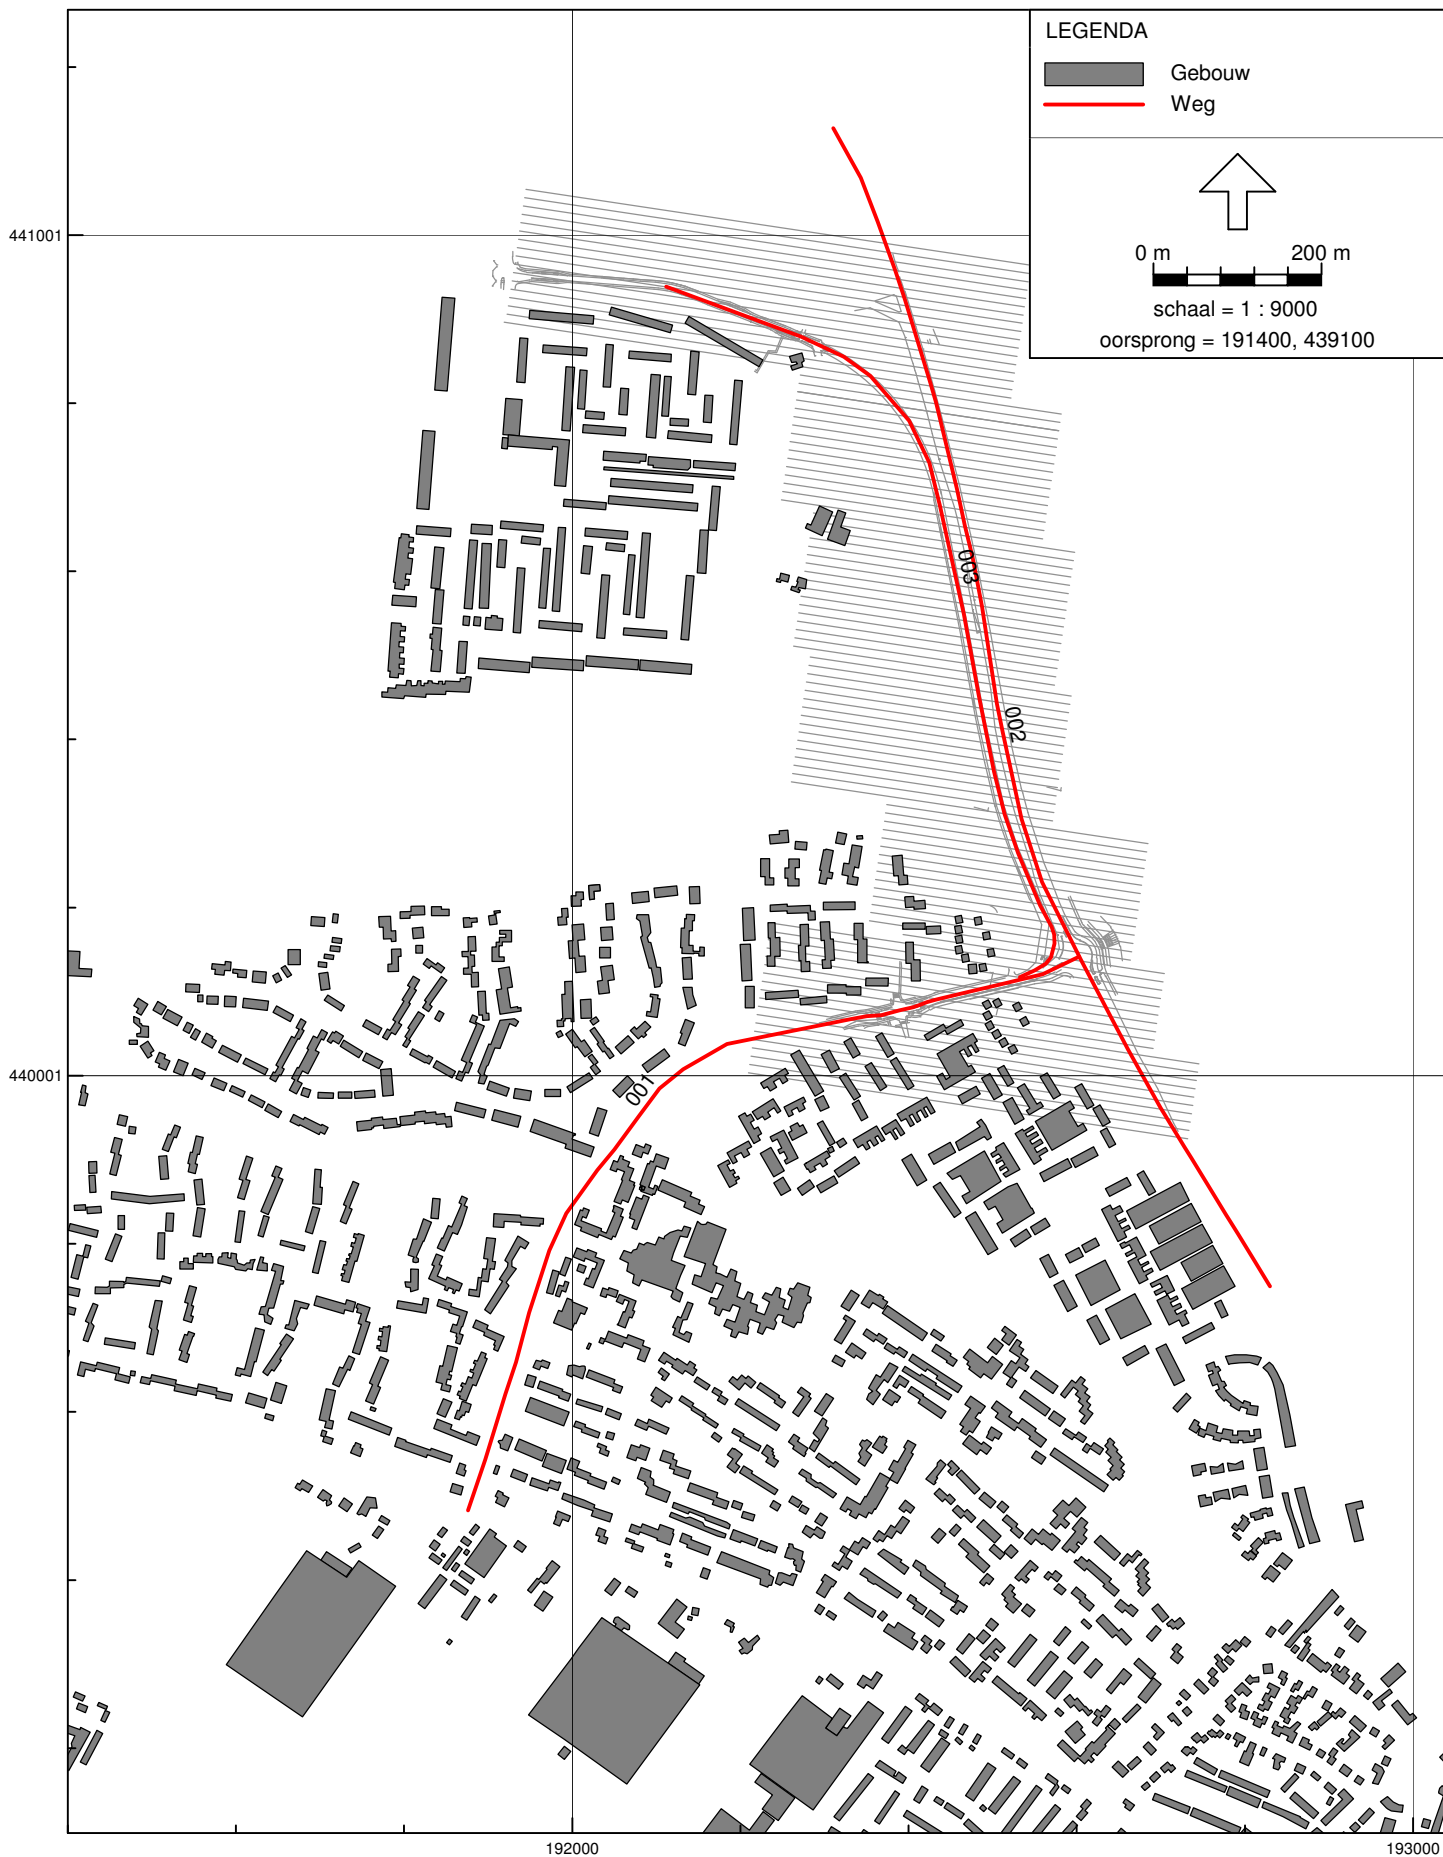 LEGENDA
Gebouw
Weg
0 m 200 m
schaal = 1 : 9000
oorsprong = 191400, 439100
441001
003
002
440001
001
192000 193000